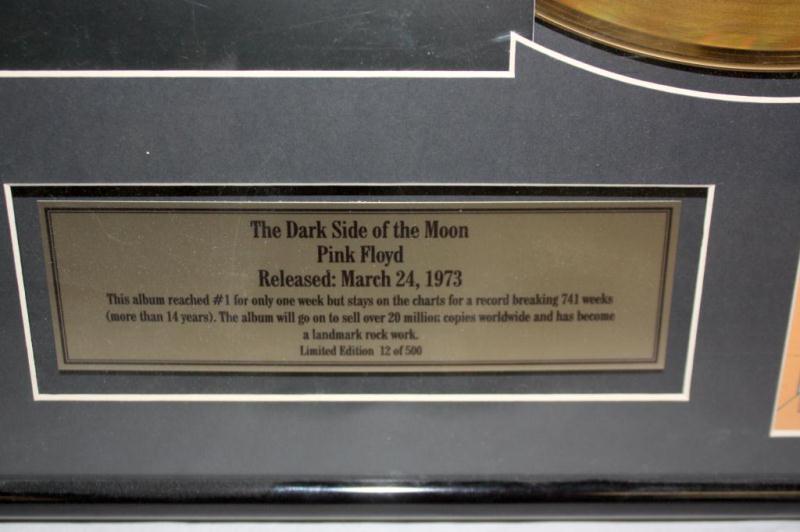 The Dark Side of the Moon
Pink Floyd
Released: March 24, 1973
This album reached #1 for only one week but stays on the charts for a record breaking 741 weeks
(more than 14 years). The album will go on to sell over 20 million copies worldwide and has become
a landmark rock work.
Limited Edition 12 of 500